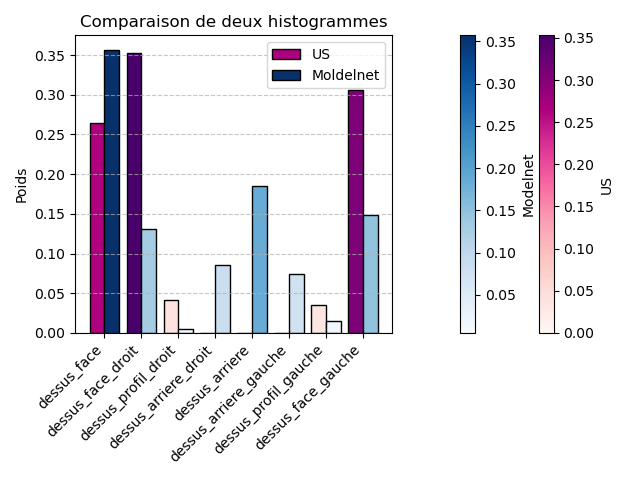 Comparaison de deux histogrammes
US
Moldelnet
Poids
0.35
0.30
0.25
0.20
0.15
0.10
0.05
0.00
dessus_face
dessus_face_droit
dessus_profil_droit
dessus_arriere_droit
dessus_arriere
dessus_arriere_gauche
dessus_profil_gauche
dessus_face_gauche
0.35
0.30
0.25
0.20
0.15
0.10
0.05
Modelnet
0.35
0.30
0.25
0.20
0.15
0.10
0.05
0.00
US